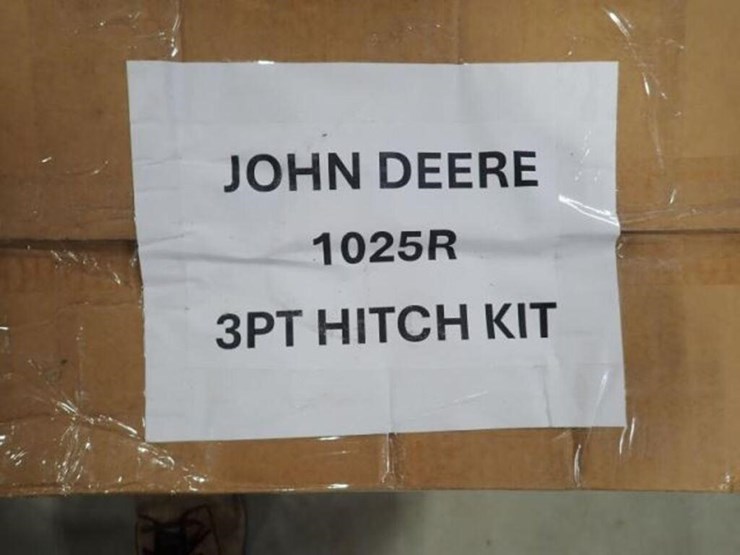 JOHN DEERE
1025R
3PT HITCH KIT